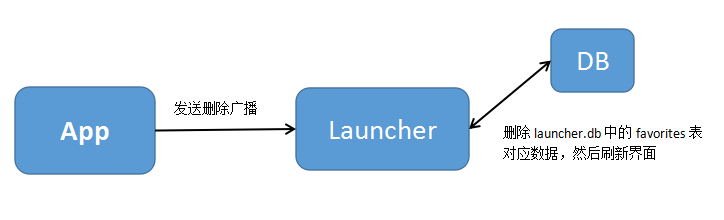 DB
发送删除广播
App
Launcher
删除 launcher.db 中的 favorites 表
对应数据，然后刷新界面